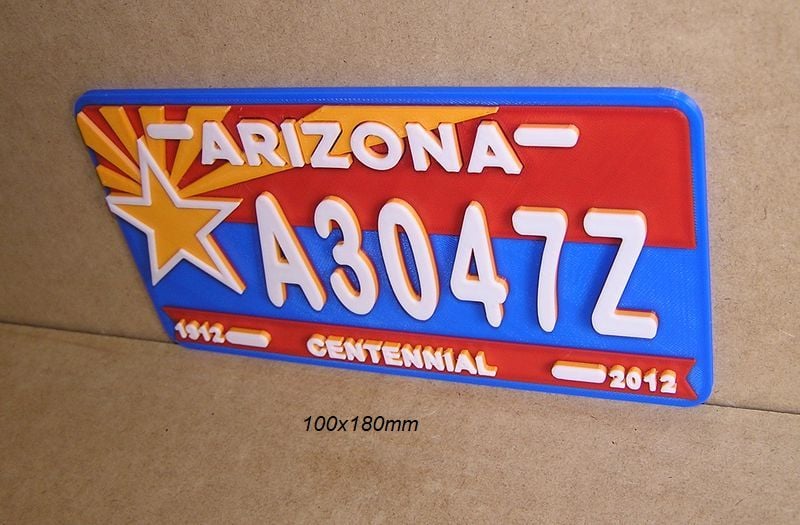 ARIZONA
A3047Z
1912 CENTENNIAL 2012
100x180mm